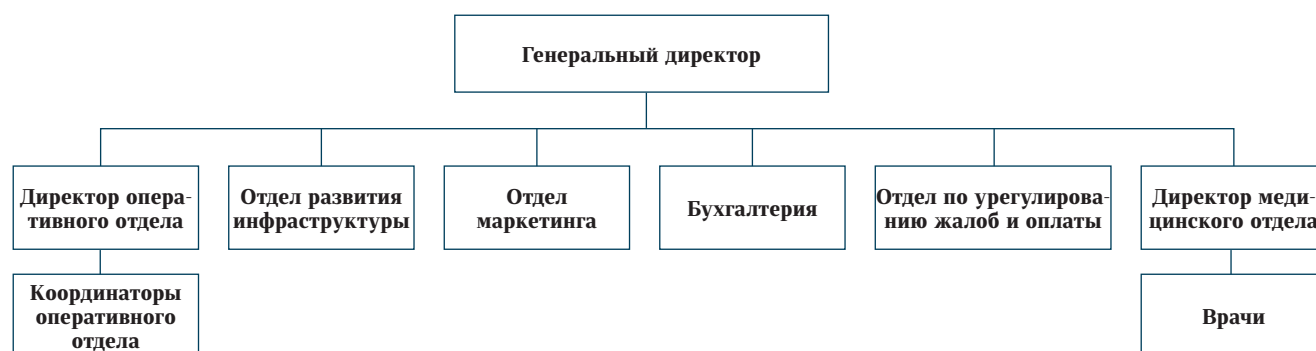 Генеральный директор
Директор опера-
тивного отдела
Отдел развития
инфраструктуры
Отдел
маркетинга
Бухгалтерия
Отдел по урегулирова-
нию жалоб и оплаты
Директор меди-
цинского отдела
Координаторы
оперативного
отдела
Врачи